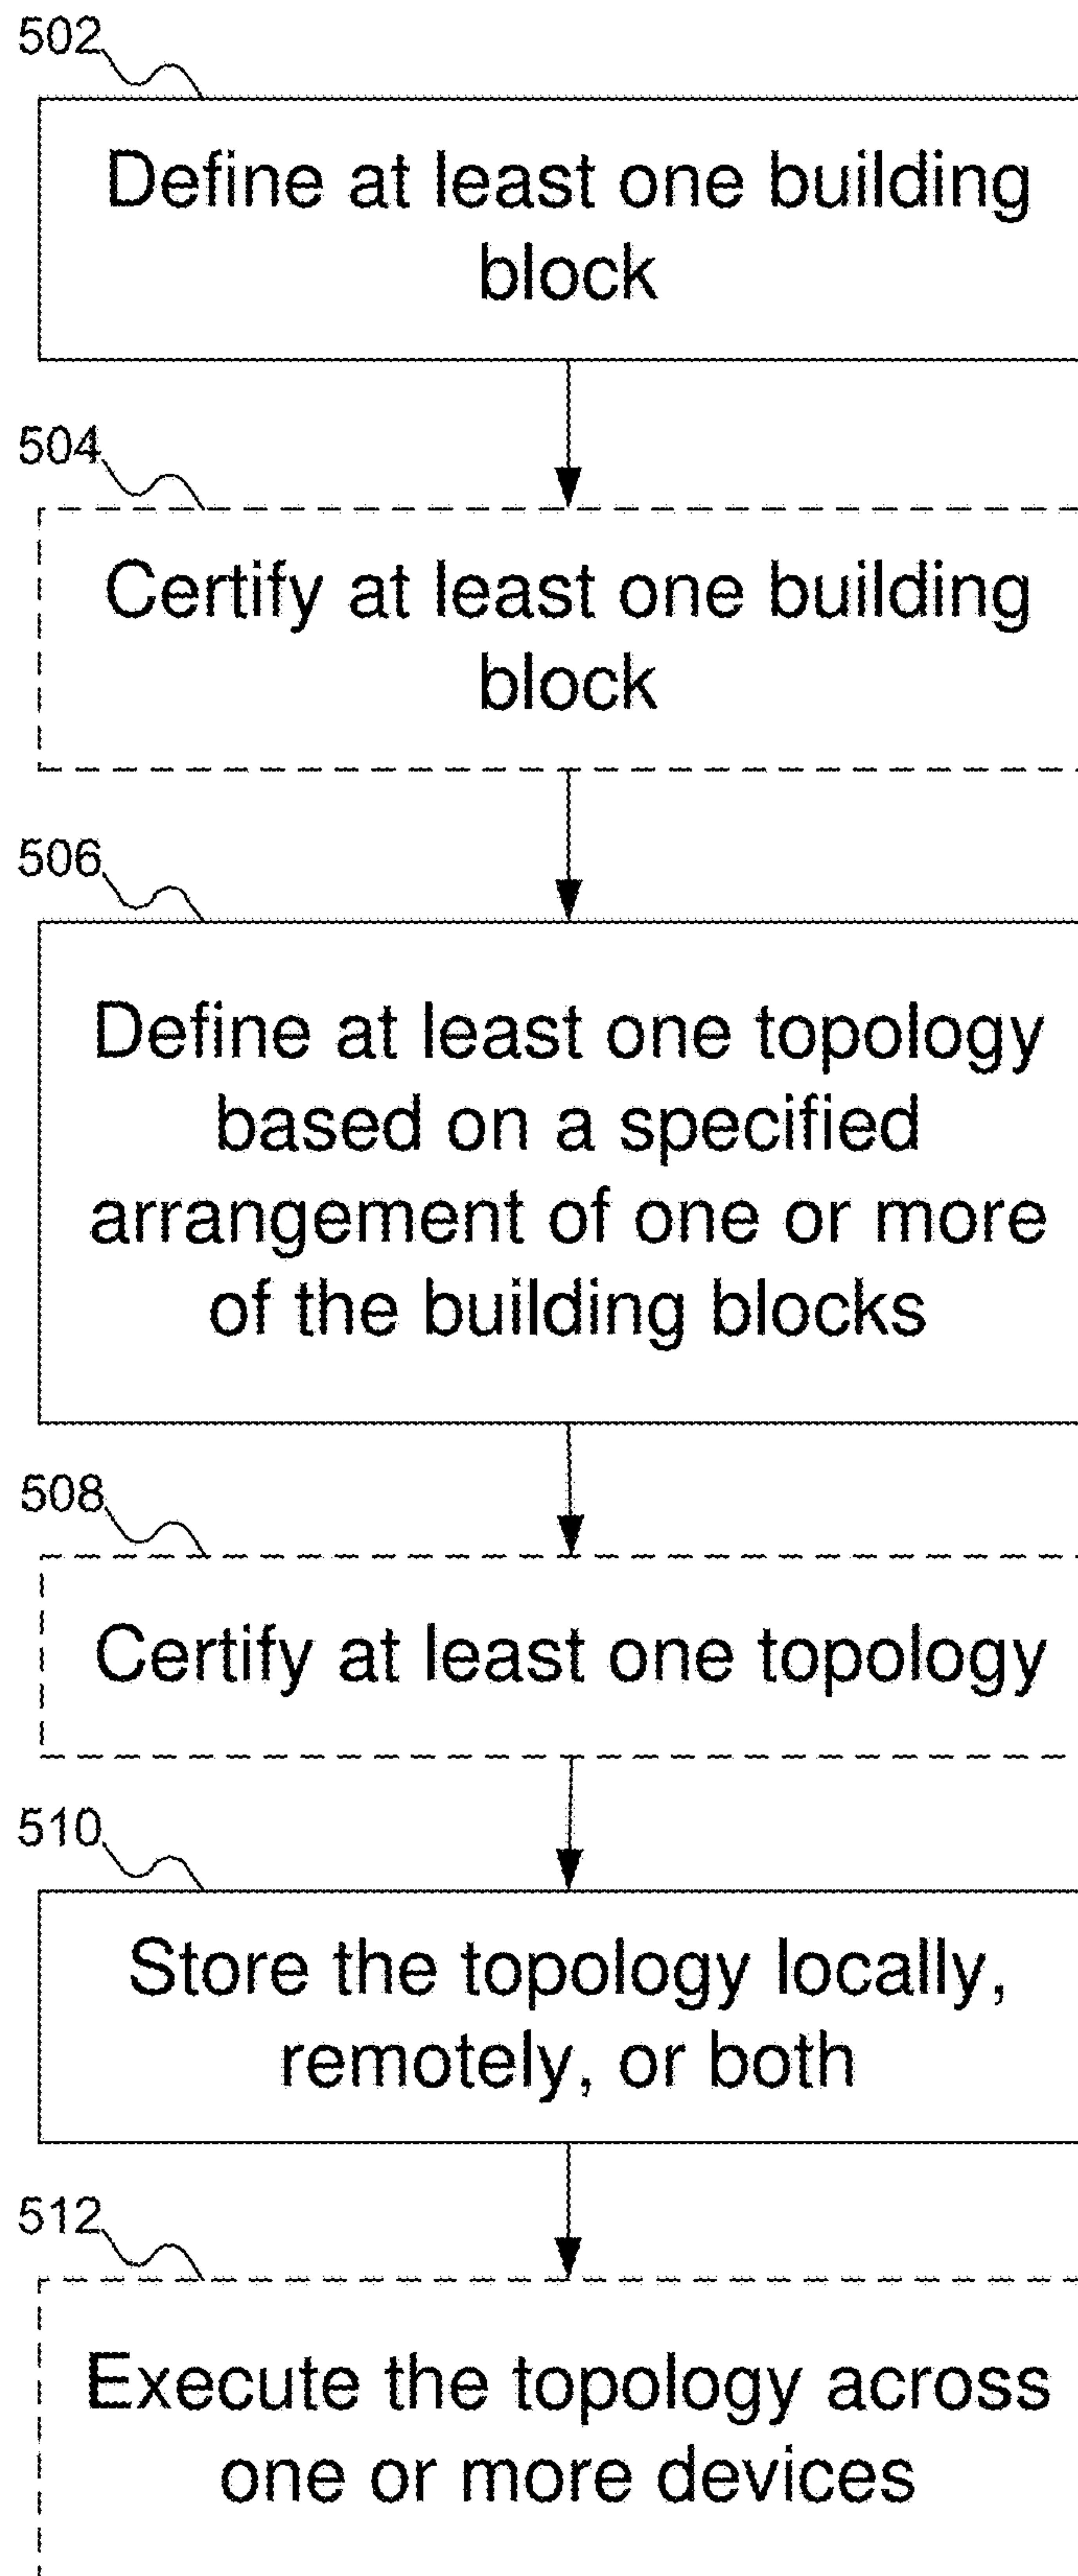 502
Define at least one building
block
504
Certify at least one building
block
506
Define at least one topology
based on a specified
arrangement of one or more
of the building blocks
508
Certify at least one topology
510
Store the topology locally,
remotely, or both
512
Execute the topology across
one or more devices